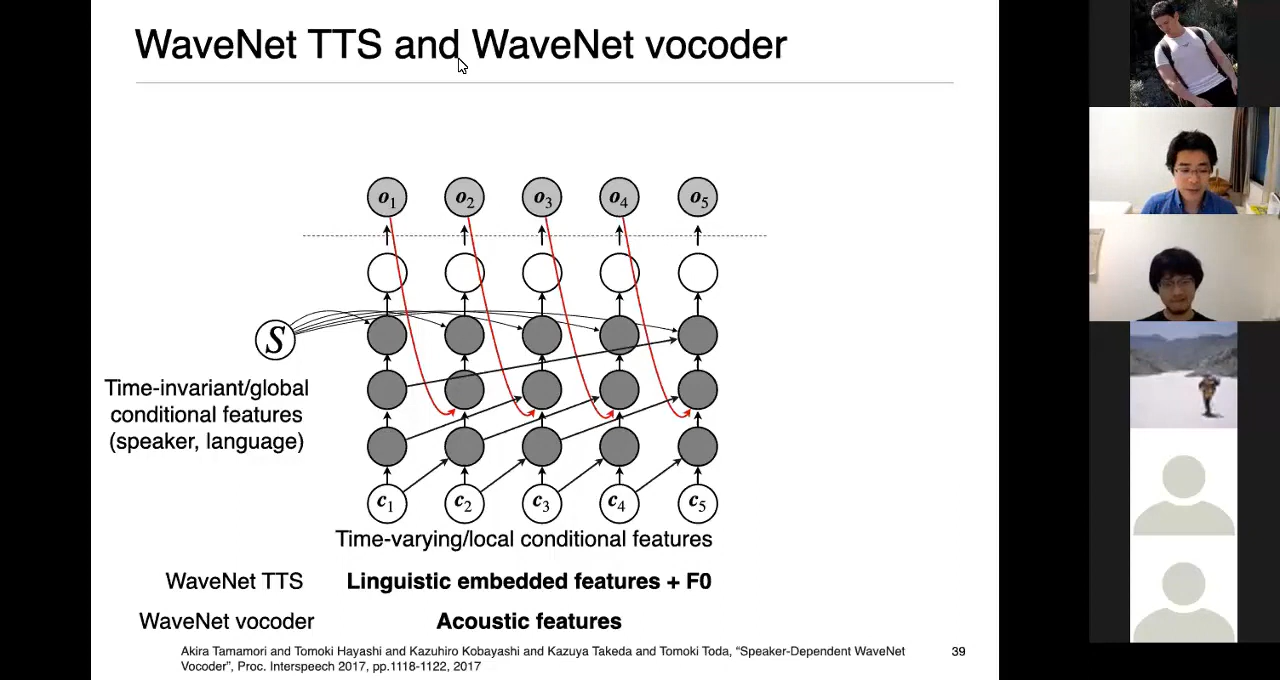 WaveNet TTS and WaveNet vocoder
o1 o2 o3 o4 o5
S
Time-invariant/global
conditional features
(speaker, language)
c1 c2 c3 c4 c5
Time-varying/local conditional features
WaveNet TTS Linguistic embedded features + F0
WaveNet vocoder Acoustic features
Akira Tamamori and Tomoki Hayashi and Kazuhiro Kobayashi and Kazuya Takeda and Tomoki Toda, “Speaker-Dependent WaveNet
Vocoder”, Proc. Interspeech 2017, pp.1118-1122, 2017
39